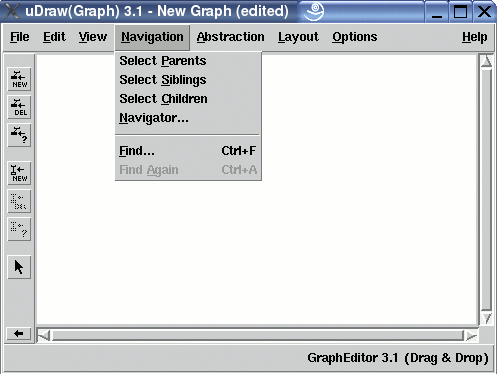 uDraw(Graph) 3.1 - New Graph (edited)
File Edit View Navigation Abstraction Layout Options Help
Select Parents
Select Siblings
Select Children
Navigator...
Find... Ctrl+F
Find Again Ctrl+A
NEW
DEL
?
NEW
DEL
?
GraphEditor 3.1 (Drag & Drop)